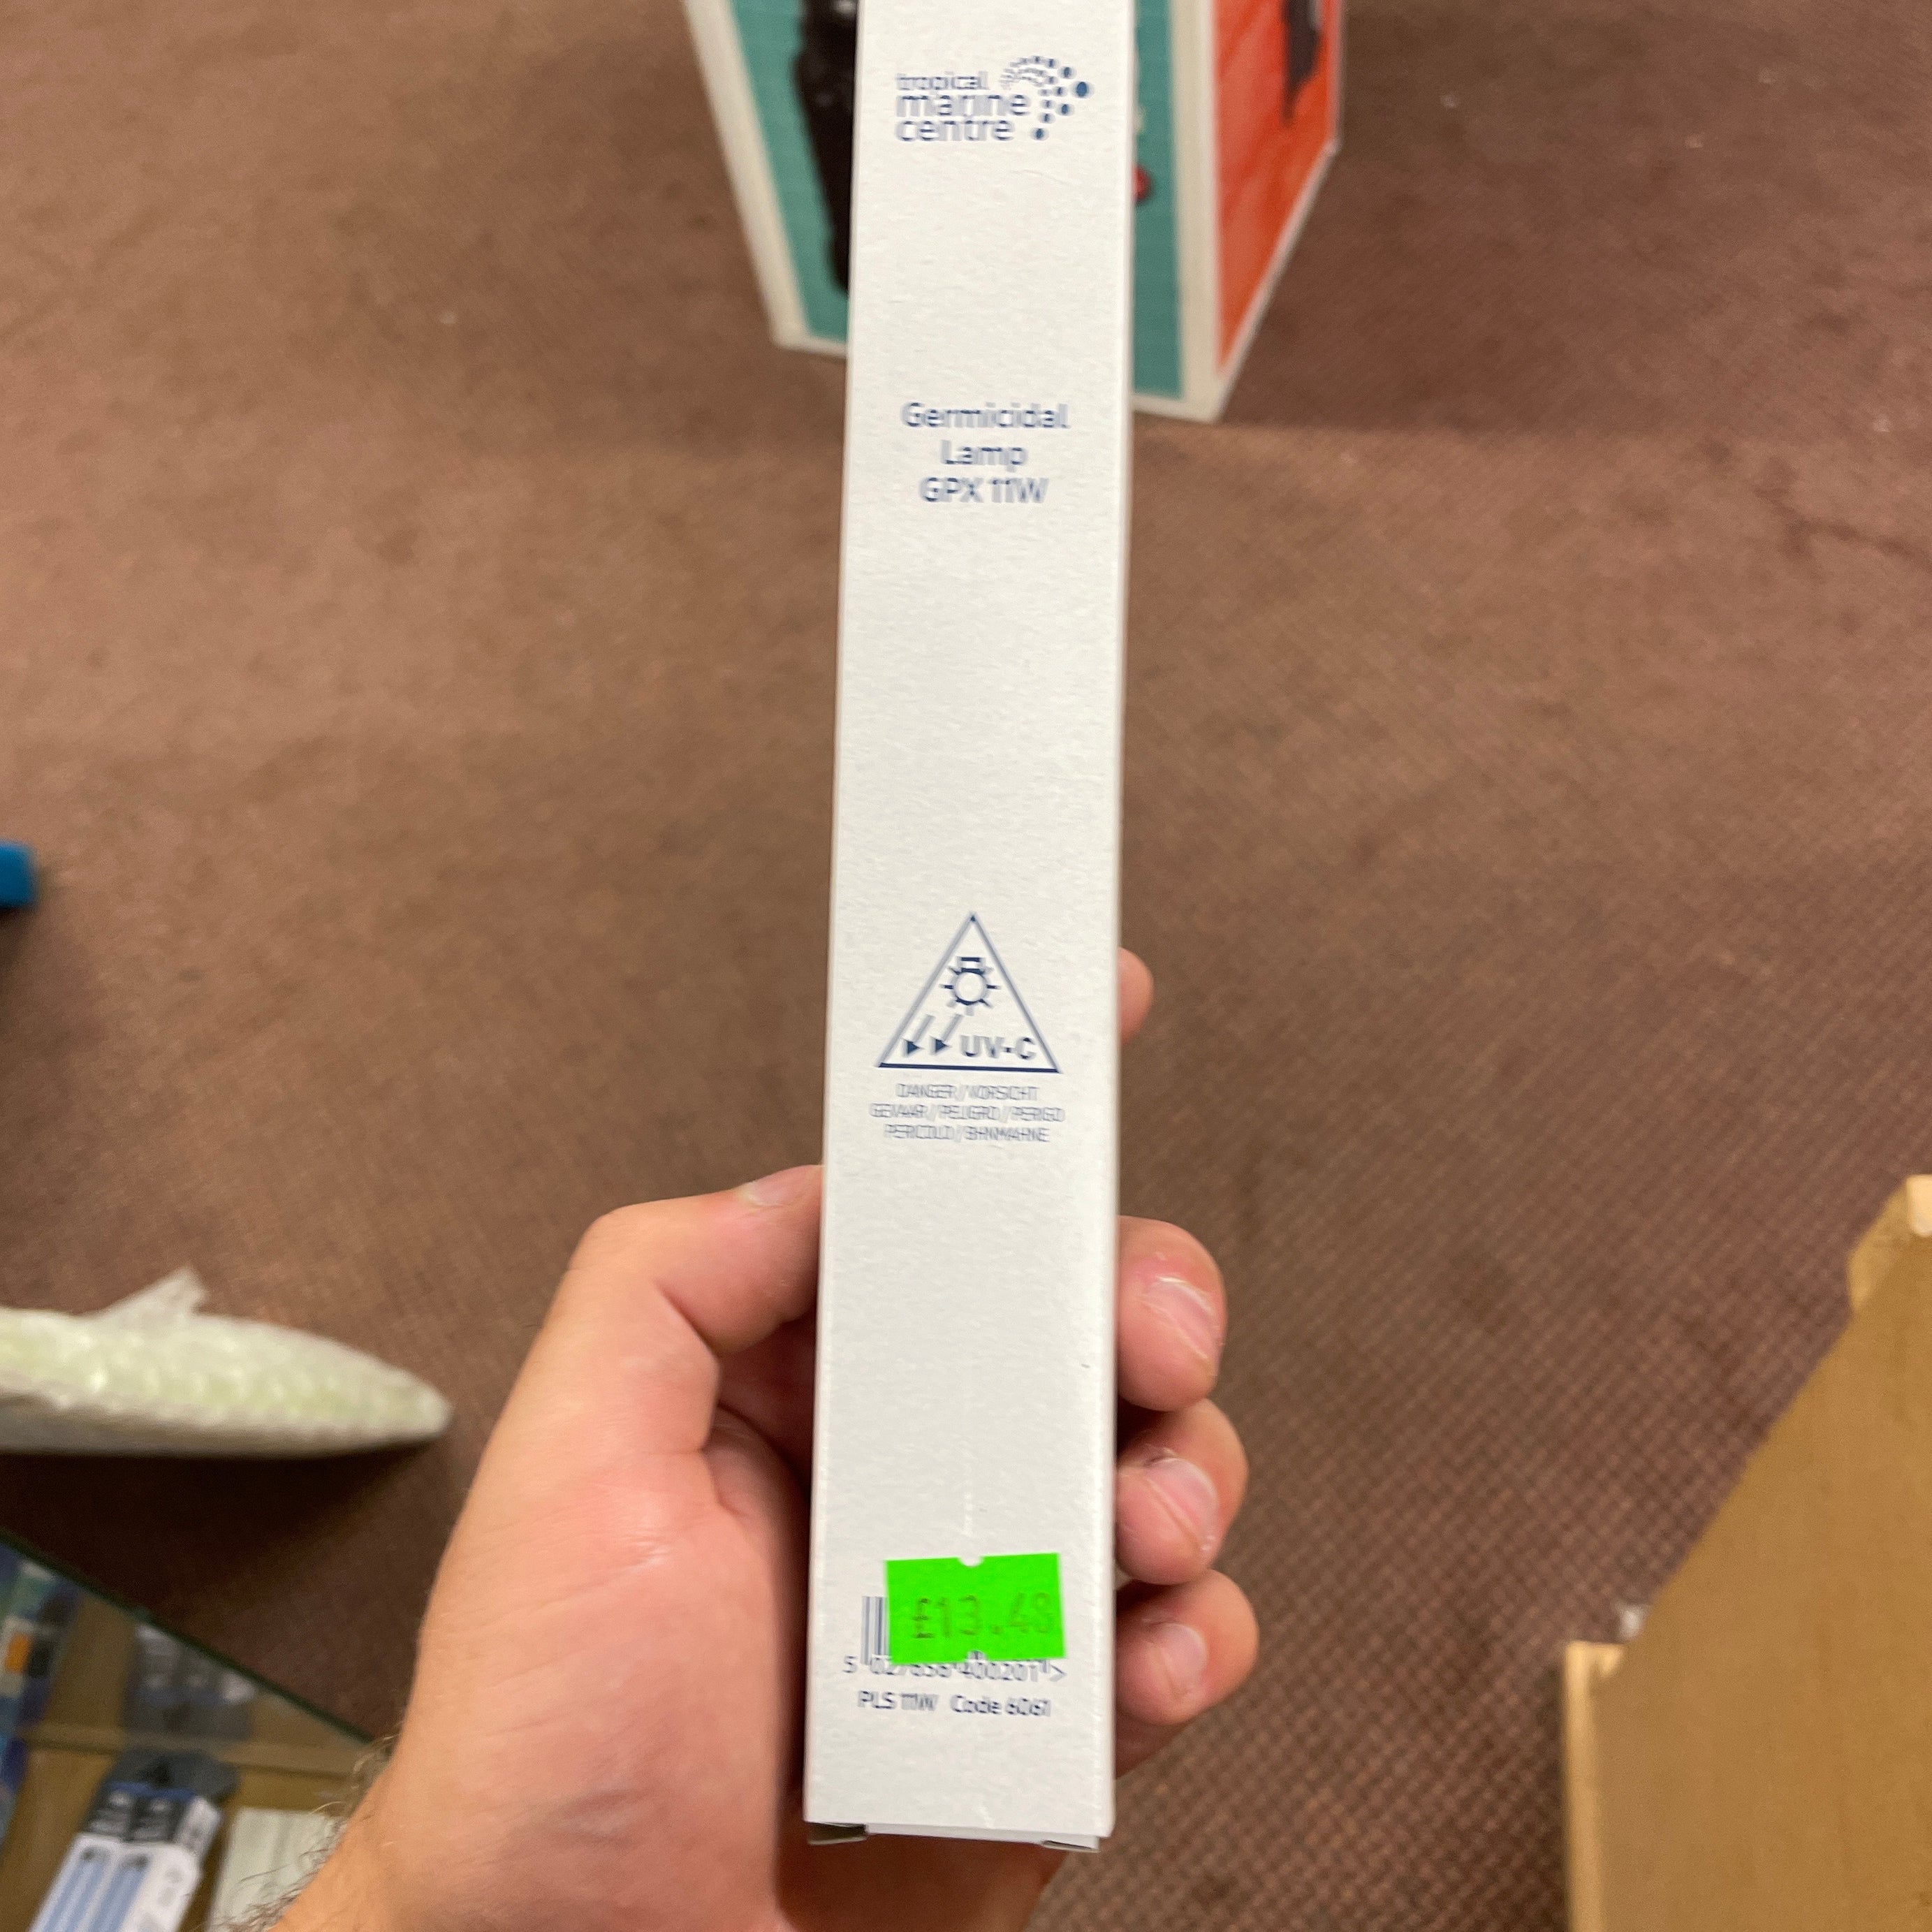 tropical
marine
centre
Germicidal
Lamp
GPX 11W
UV-C
DANGER / VORSICHT
GEVAAR / PELIGRO / PERIGO
PERICOLO /
£13.48
400201 >
PLS 11W Code 6061